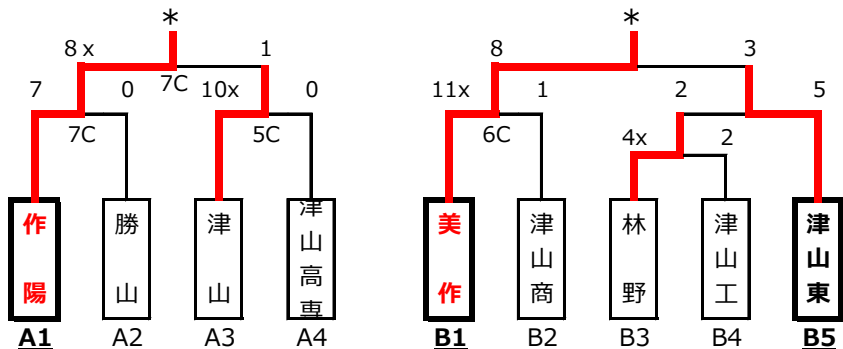 * *
8x 1 8 3
7 0 7C 10x 0 11x 1 2 5
7C 5C 6C 4x 2
作陽
勝山
津山
津山高専
美作
津山商
林野
津山工
津山東
A1 A2 A3 A4 B1 B2 B3 B4 B5